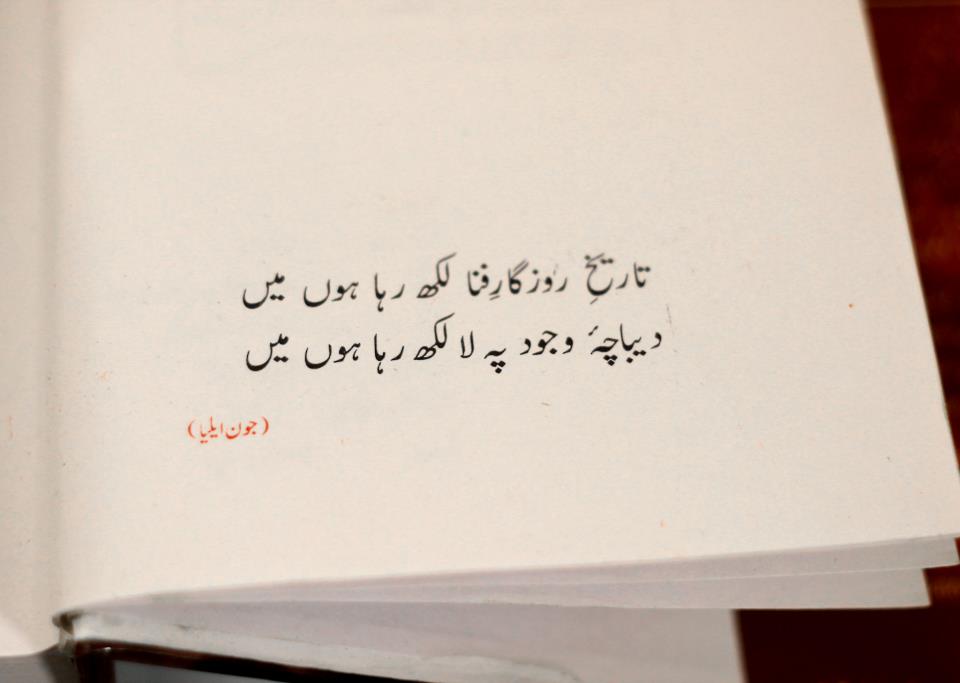 تاریخِ روزگارِ فنا لکھ رہا ہوں میں
دیباچۂ وجود پہ لا لکھ رہا ہوں میں
(جون ایلیا)